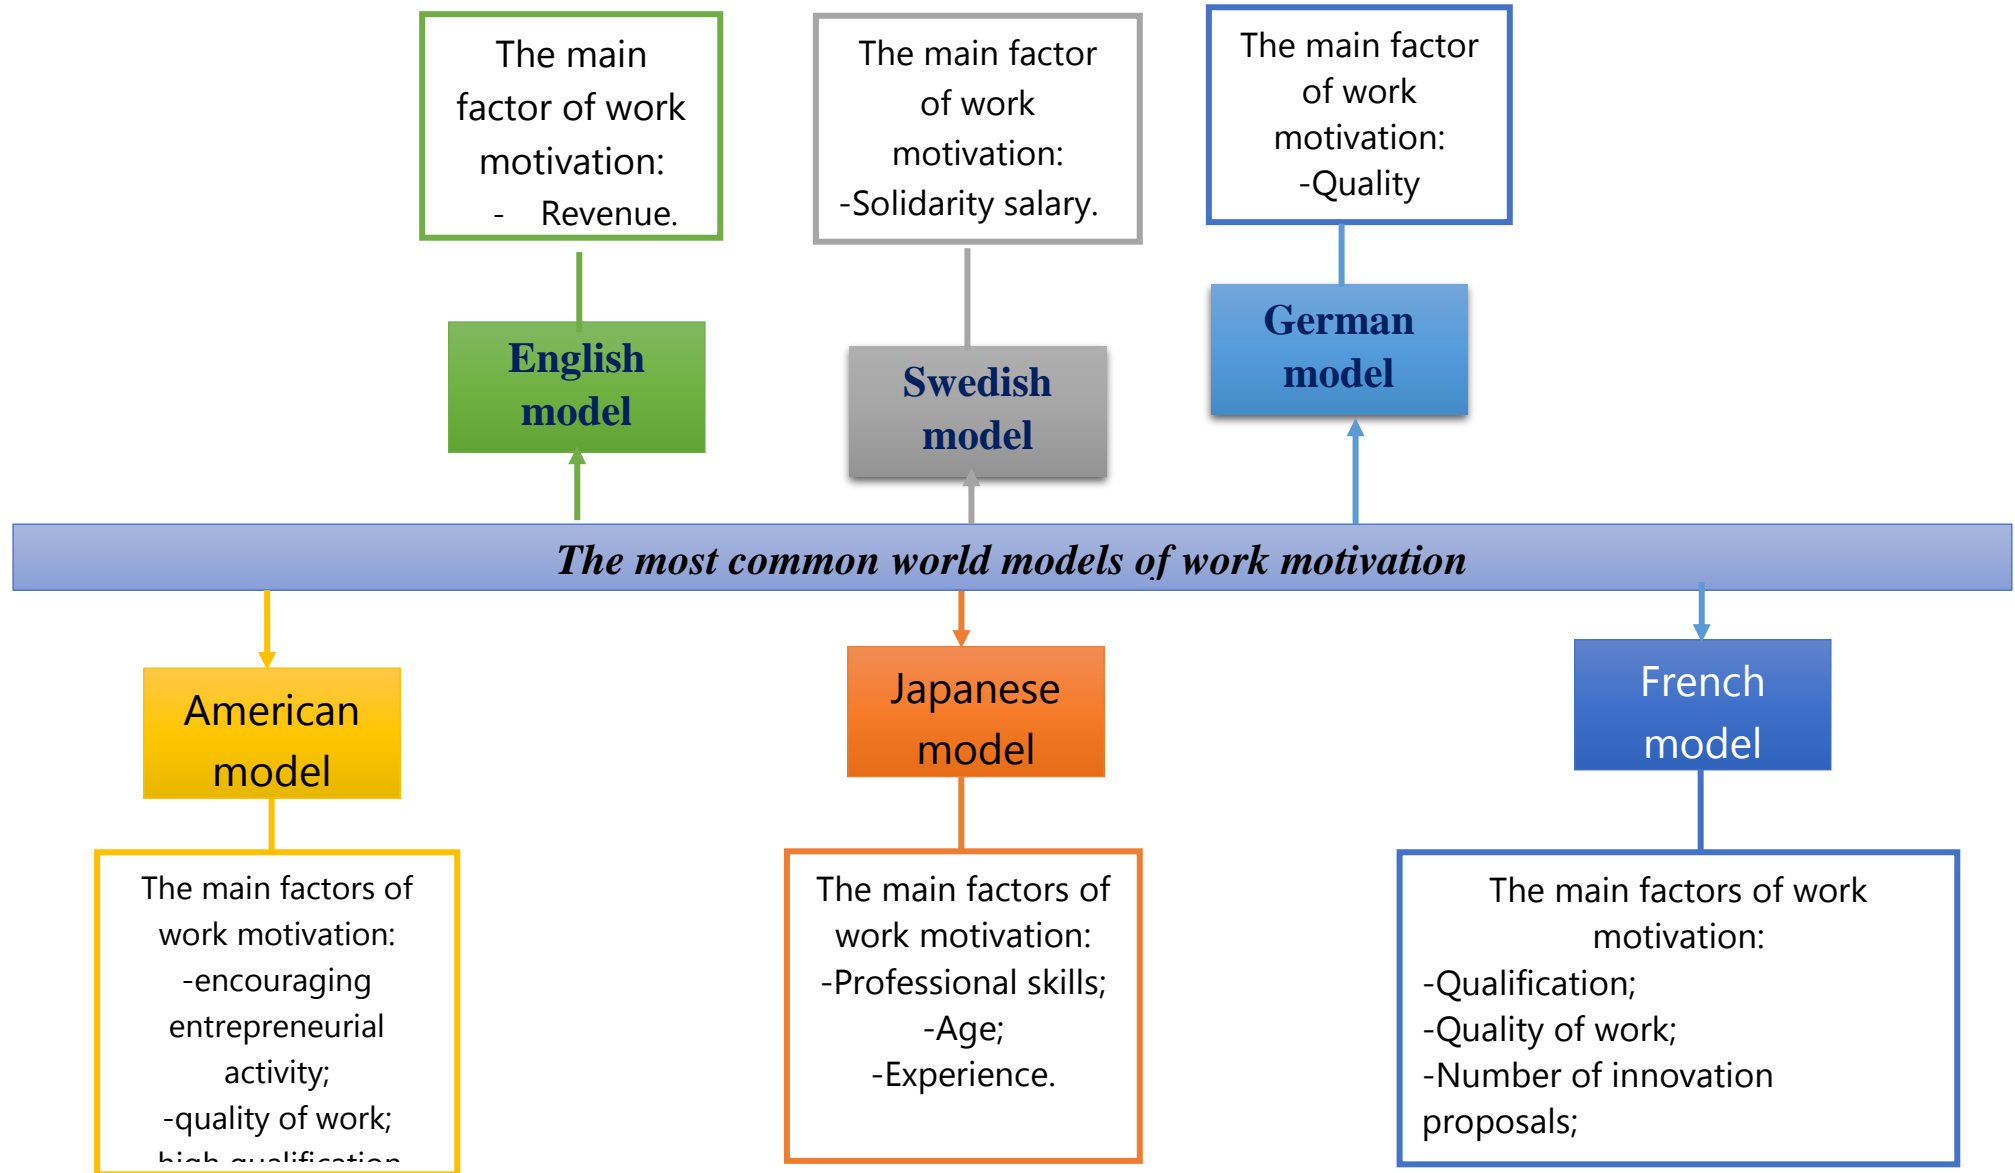 The main
factor of work
motivation:
- Revenue.
The main factor
of work
motivation:
-Solidarity salary.
The main factor
of work
motivation:
-Quality
English
model
Swedish
model
German
model
The most common world models of work motivation
American
model
Japanese
model
French
model
The main factors of
work motivation:
-encouraging
entrepreneurial
activity;
-quality of work;
high qualification
The main factors of
work motivation:
-Professional skills;
-Age;
-Experience.
The main factors of work
motivation:
-Qualification;
-Quality of work;
-Number of innovation
proposals;